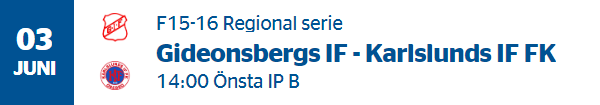 03
JUNI
G.I.F
F15-16 Regional serie
Gideonsbergs IF - Karlslunds IF FK
14:00 Önsta IP B